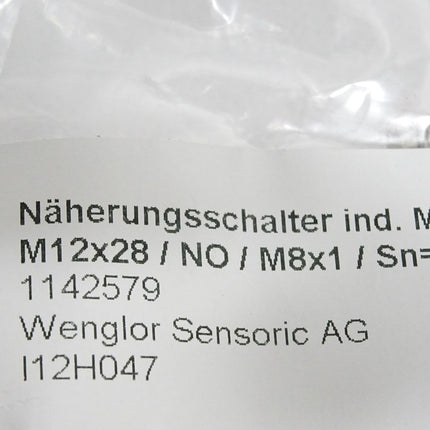 Näherungsschalter ind. M
M12x28 / NO / M8x1 / Sn=
1142579
Wenglor Sensoric AG
I12H047